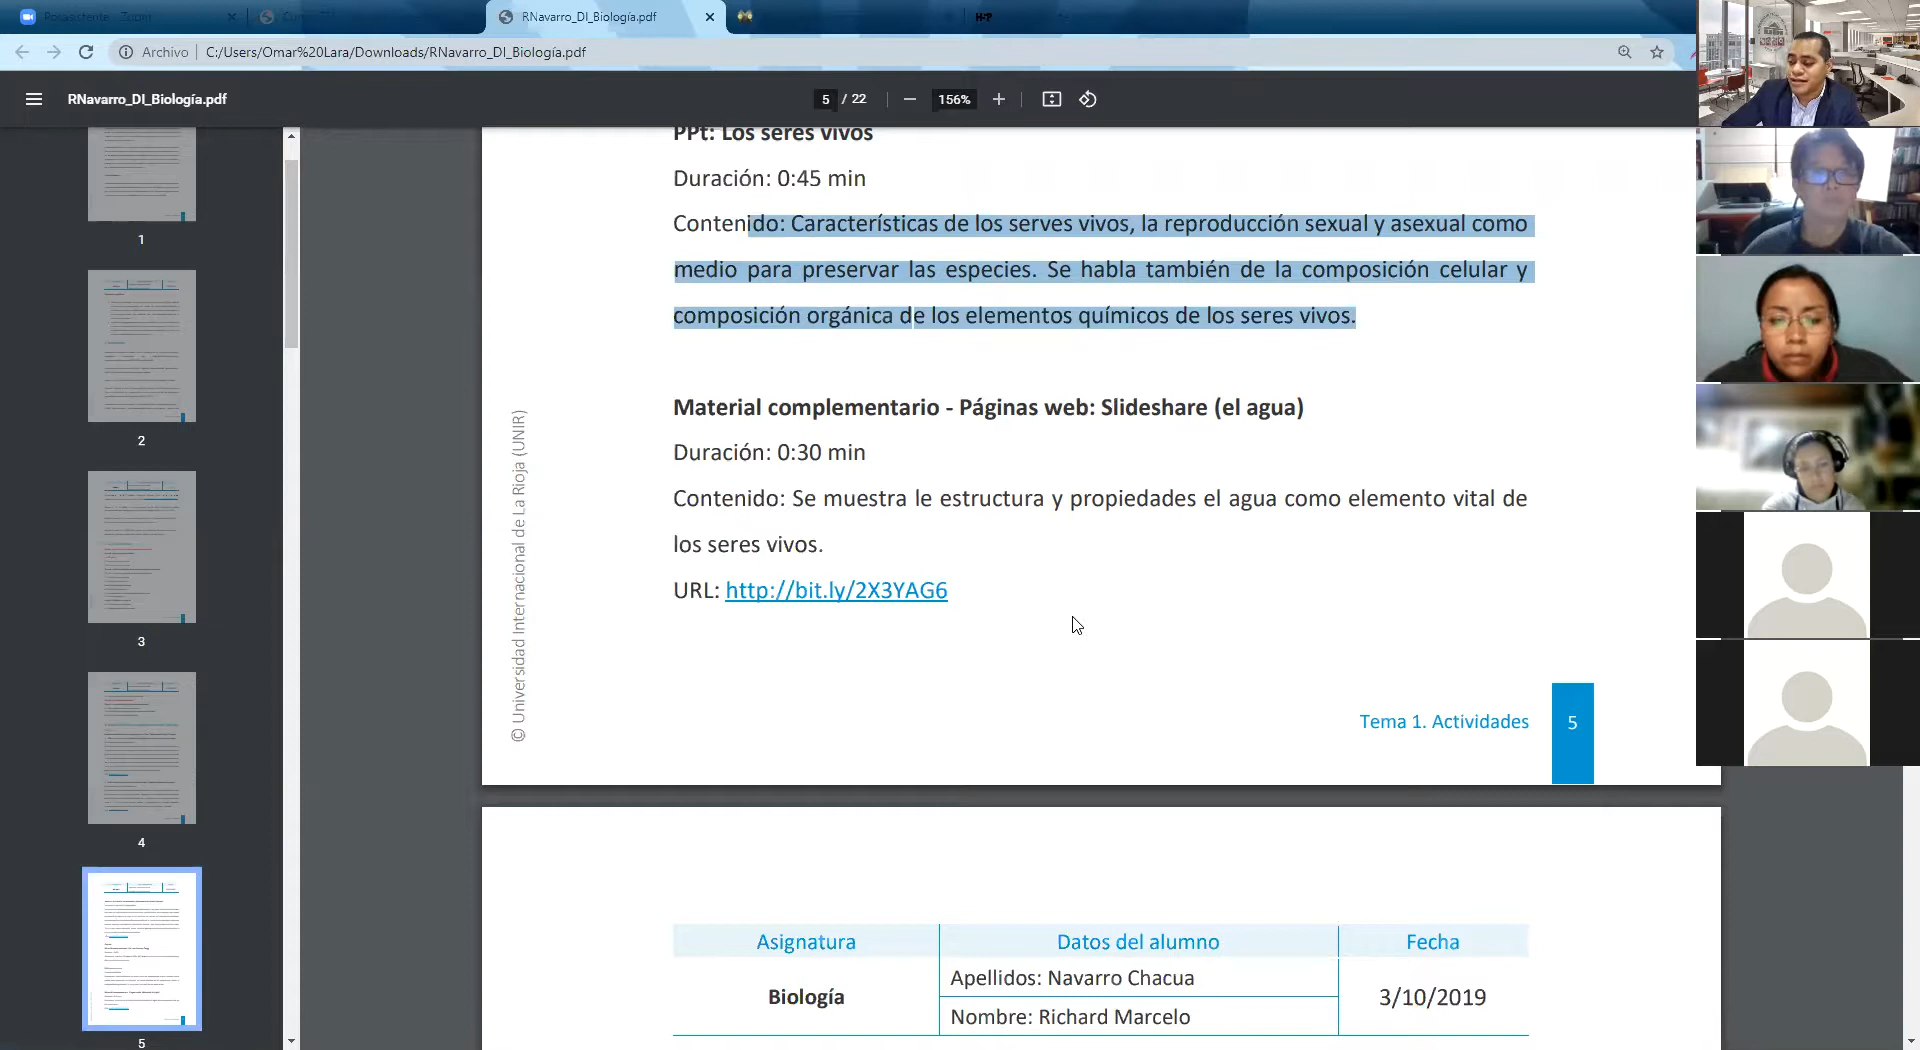 RNavarro_DI_Biología.pdf
Archivo
C:/Users/Omar%20Lara/Downloads/RNavarro_DI_Biología.pdf
RNavarro_DI_Biología.pdf
5 / 22
156%
1
2
3
4
5
PPt: Los seres vivos
Duración: 0:45 min
Contenido: Características de los serves vivos, la reproducción sexual y asexual como
medio para preservar las especies. Se habla también de la composición celular y
composición orgánica de los elementos químicos de los seres vivos.
Material complementario - Páginas web: Slideshare (el agua)
Duración: 0:30 min
Contenido: Se muestra le estructura y propiedades el agua como elemento vital de
los seres vivos.
URL: http://bit.ly/2X3YAG6
© Universidad Internacional de La Rioja (UNIR)
Tema 1. Actividades
5
Asignatura
Datos del alumno
Fecha
Biología
Apellidos: Navarro Chacua
Nombre: Richard Marcelo
3/10/2019